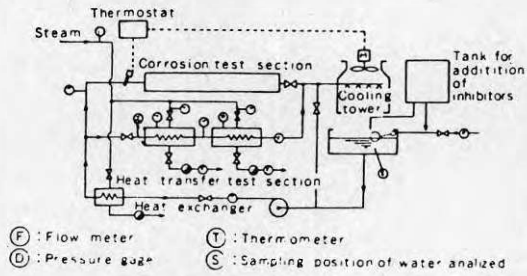 Thermostat
Steam
Corrosion test section
Tank for
addition of
inhibitors
Cooling
tower
Heat transfer test section
Heat exchanger
F : Flow meter
T : Thermometer
D : Pressure gage
S : Sampling position of water analized